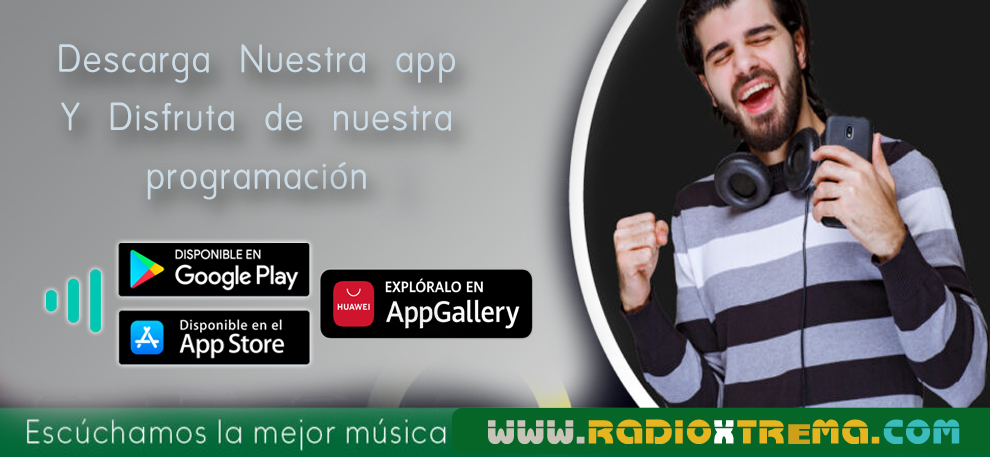 Descarga Nuestra app
Y Disfruta de nuestra
programación
DISPONIBLE EN
Google Play
Disponible en el
App Store
HUAWEI
EXPLÓRALO EN
AppGallery
Escúchamos la mejor música
WWW.RADIOXTREMA.COM